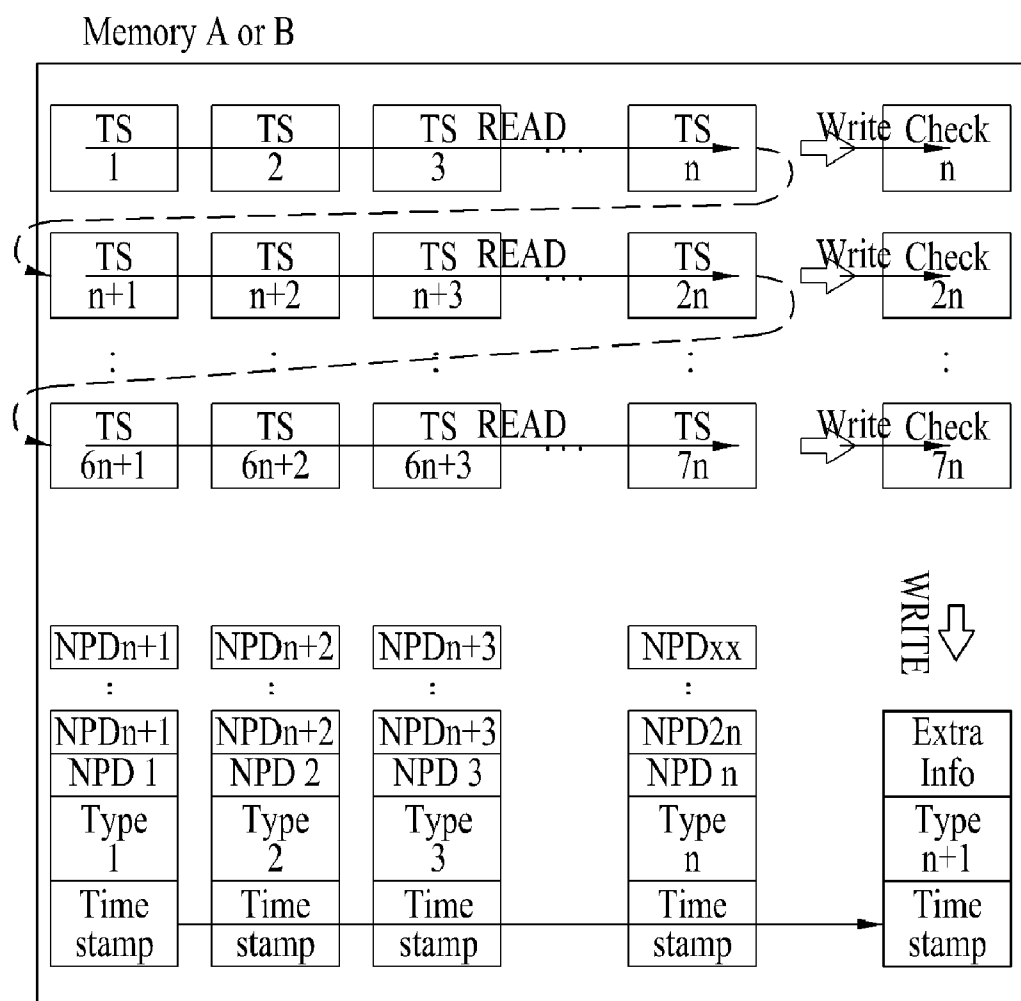 Memory A or B
TS TS TS READ TS Write Check
1 2 3 ... n n
TS TS TS READ TS Write Check
n+1 n+2 n+3 ... 2n 2n
: : : : :
TS TS TS READ TS Write Check
6n+1 6n+2 6n+3 ... 7n 7n
WRITE
NPDn+1 NPDn+2 NPDn+3 NPDxx
: : : :
NPDn+1 NPDn+2 NPDn+3 NPD2n Extra
NPD 1 NPD 2 NPD 3 NPD n Info
Type Type Type Type Type
1 2 3 n n+1
Time Time Time Time Time
stamp stamp stamp stamp stamp